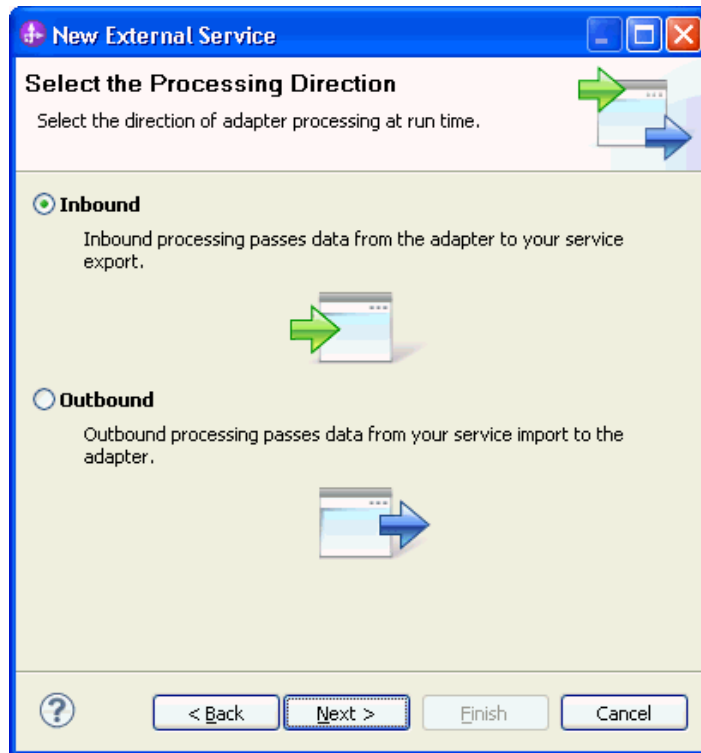 New External Service
Select the Processing Direction
Select the direction of adapter processing at run time.
Inbound
Inbound processing passes data from the adapter to your service
export.
Outbound
Outbound processing passes data from your service import to the
adapter.
?
< Back
Next >
Finish
Cancel